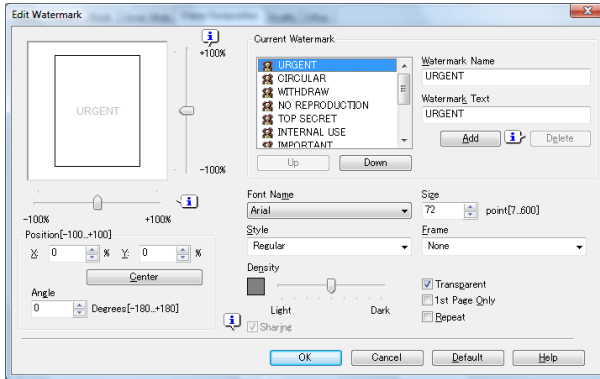 Edit Watermark
+100%
URGENT
-100%
-100% +100%
Position[-100..+100]
X: 0 % Y: 0 %
Center
Angle
0 Degrees[-180..+180]
Current Watermark
URGENT
CIRCULAR
WITHDRAW
NO REPRODUCTION
TOP SECRET
INTERNAL USE
IMPORTANT
Up Down
Watermark Name
URGENT
Watermark Text
URGENT
Add Delete
Font Name
Arial
Size
72 point[7..600]
Style
Regular
Frame
None
Density
Light Dark
Transparent
1st Page Only
Repeat
Sharing
OK Cancel Default Help